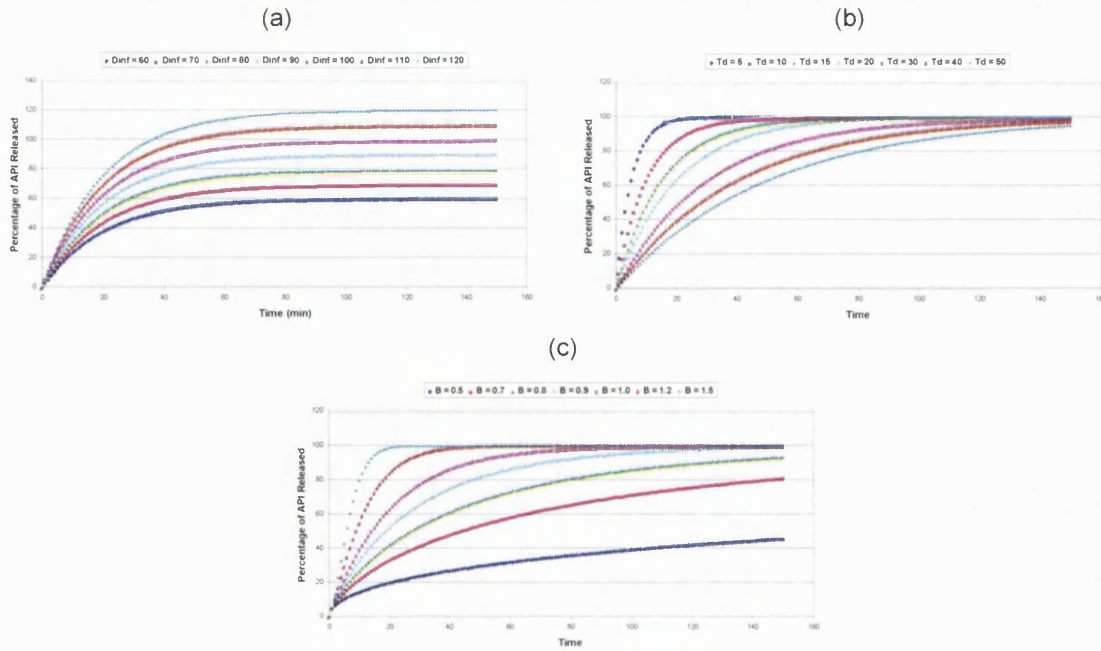 (a)
Dinf = 60 Dinf = 70 Dinf = 80 Dinf = 90 Dinf = 100 Dinf = 110 Dinf = 120
140
120
100
80
60
40
20
0
Percentage of API Released
0 20 40 60 80 100 120 140 160
Time (min)
(b)
Td = 5 Td = 10 Td = 15 Td = 20 Td = 30 Td = 40 Td = 50
120
100
80
60
40
20
0
Percentage of API Released
0 20 40 60 80 100 120 140 160
Time
(c)
B = 0.5 B = 0.7 B = 0.8 B = 0.9 B = 1.0 B = 1.2 B = 1.5
120
100
80
60
40
20
0
Percentage of API Released
0 20 40 60 80 100 120 140 160
Time